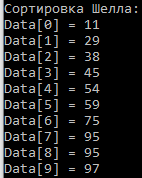 Сортировка Шелла:
Data[0] = 11
Data[1] = 29
Data[2] = 38
Data[3] = 45
Data[4] = 54
Data[5] = 59
Data[6] = 75
Data[7] = 95
Data[8] = 95
Data[9] = 97